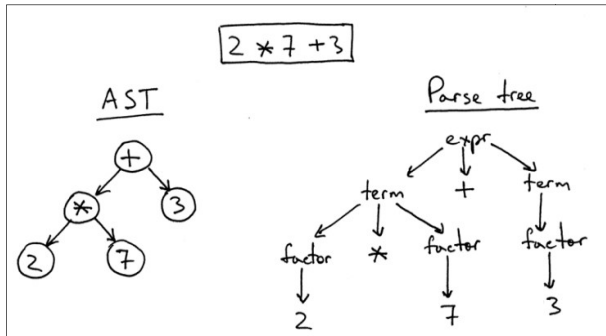 2 * 7 + 3
AST
Parse tree
+
*
3
2
7
expr
term
+
term
factor
*
factor
factor
2
7
3